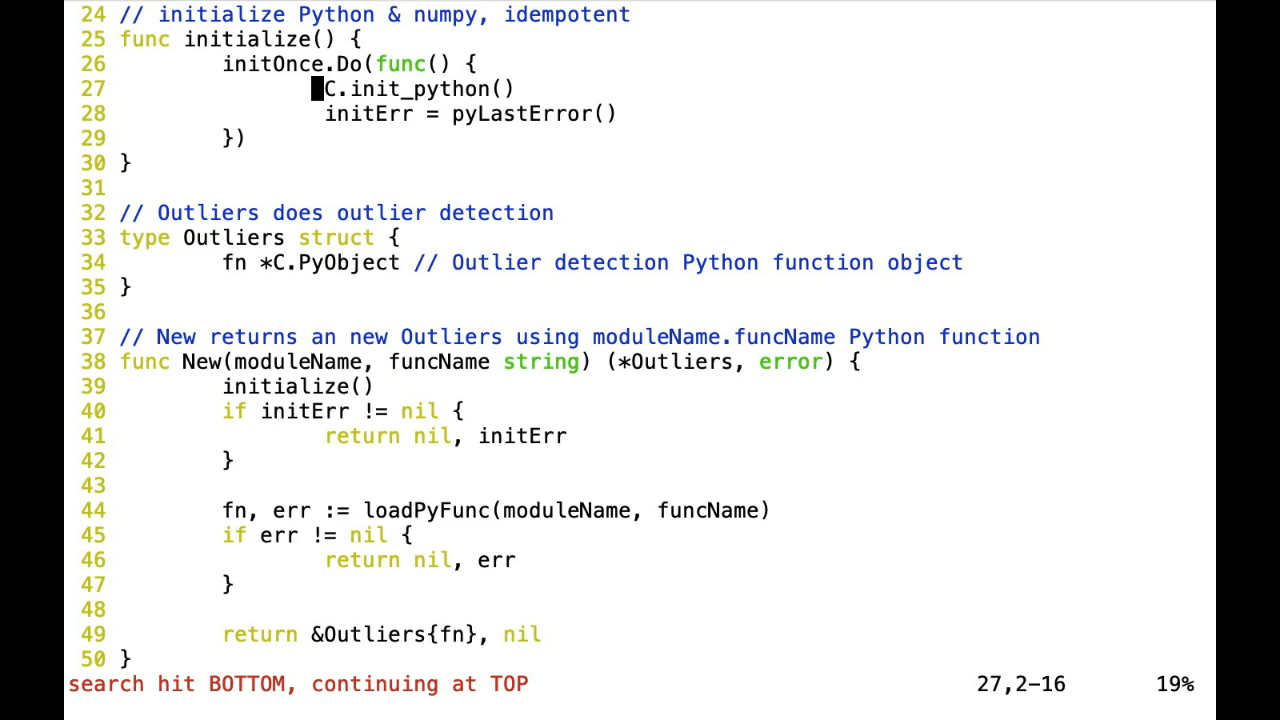 24 // initialize Python & numpy, idempotent
25 func initialize() {
26         initOnce.Do(func() {
27                 C.init_python()
28                 initErr = pyLastError()
29         })
30 }
31
32 // Outliers does outlier detection
33 type Outliers struct {
34         fn *C.PyObject // Outlier detection Python function object
35 }
36
37 // New returns an new Outliers using moduleName.funcName Python function
38 func New(moduleName, funcName string) (*Outliers, error) {
39         initialize()
40         if initErr != nil {
41                 return nil, initErr
42         }
43
44         fn, err := loadPyFunc(moduleName, funcName)
45         if err != nil {
46                 return nil, err
47         }
48
49         return &Outliers{fn}, nil
50 }
search hit BOTTOM, continuing at TOP 27,2-16 19%